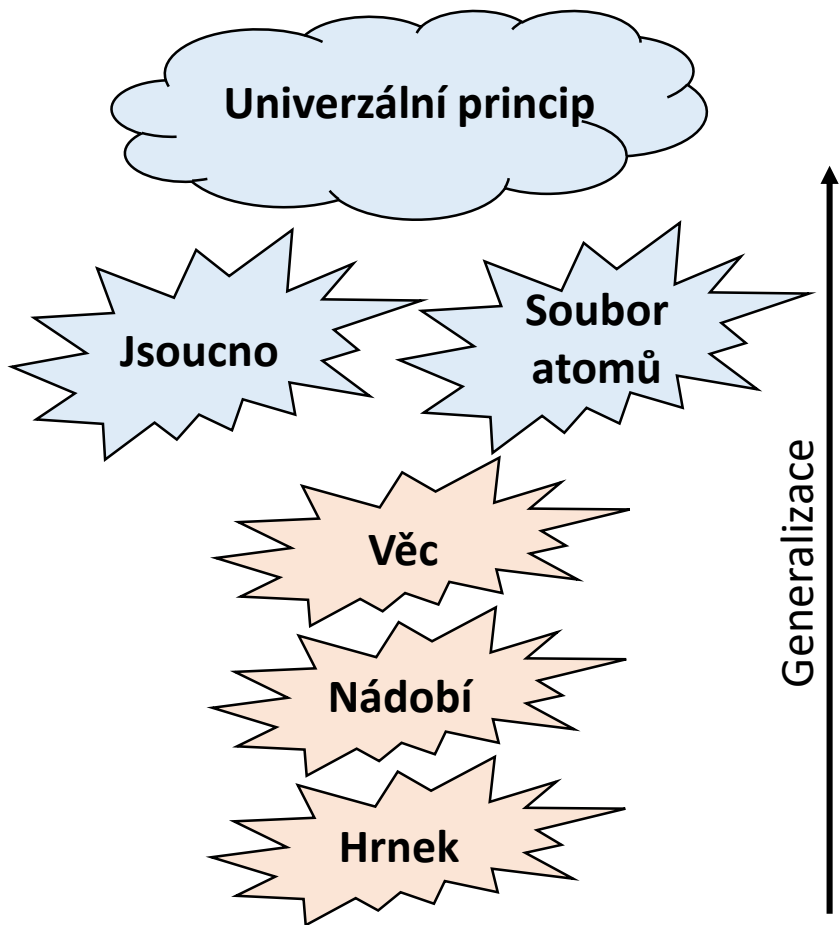 Univerzální princip
Jsoucno
Soubor
atomů
Věc
Nádobí
Hrnek
Generalizace